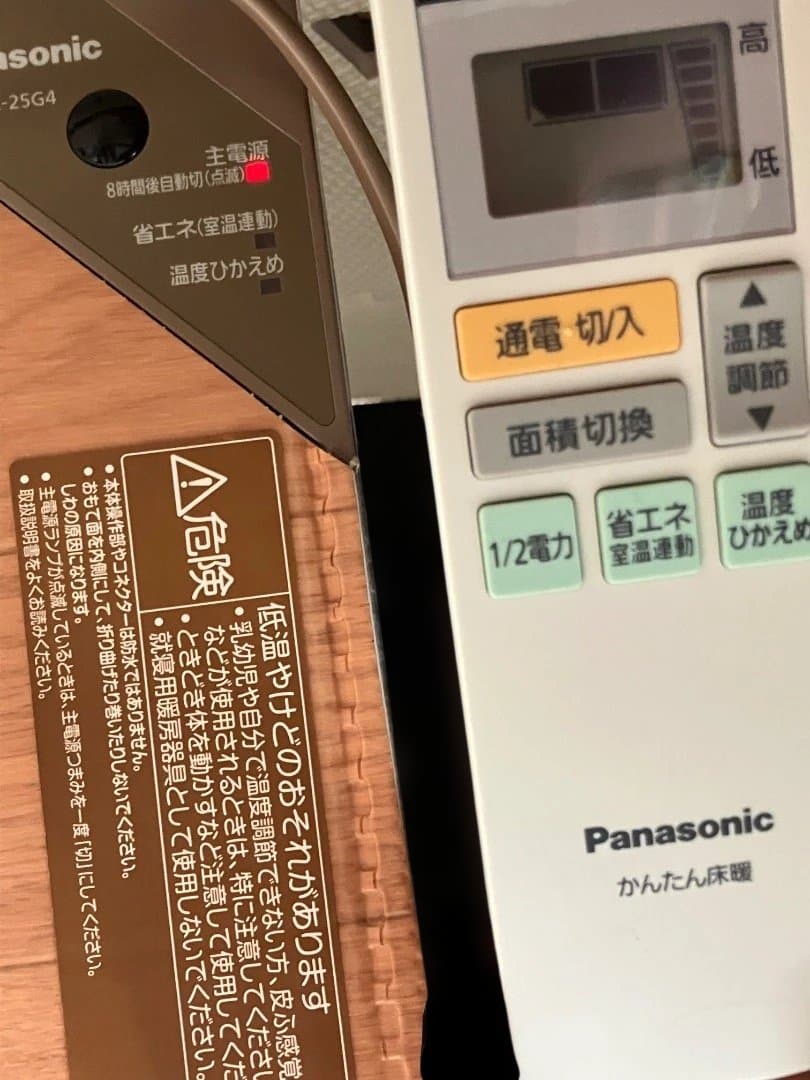 asonic
-25G4
主電源
8時間後自動切(点滅)
省エネ(室温連動)
温度ひかえめ
⚠危険
低温やけどのおそれがあります
•乳幼児や自分で温度調節できない方、皮ふ感覚
などが使用されるときは、特に注意してください
•ときどき体を動かすなど注意して使用してくだ
•就寝用暖房器具として使用しないでください。
•本体操作部やコネクターは防水ではありません。
•おもて面を内側にして、折り曲げたり巻いたりしないでください。
しわの原因になります。
•主電源ランプが点滅しているときは、主電源つまみを一度「切」にしてください。
•取扱説明書をよくお読みください。
高
低
通電 切/入
▲
温度
調節
▼
面積切換
1/2電力
省エネ
室温連動
温度
ひかえめ
Panasonic
かんたん床暖